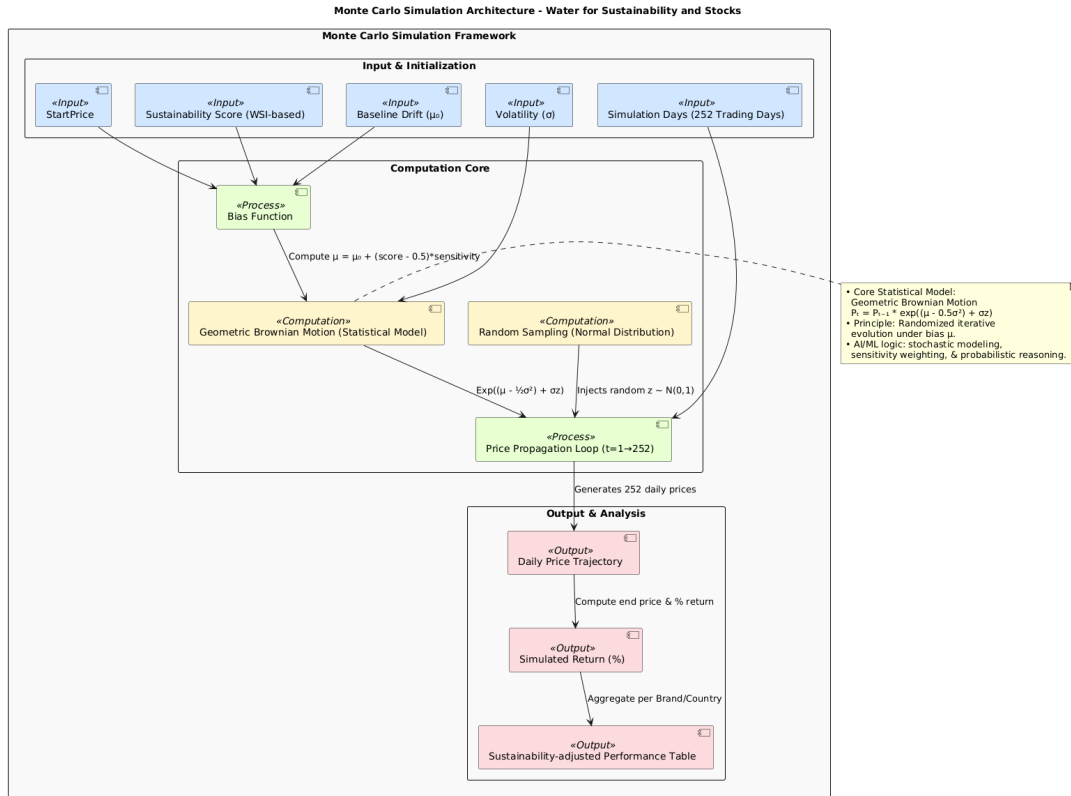 Monte Carlo Simulation Architecture - Water for Sustainability and Stocks
Monte Carlo Simulation Framework
Input & Initialization
«Input»
StartPrice
«Input»
Sustainability Score (WSI-based)
«Input»
Baseline Drift (μ₀)
«Input»
Volatility (σ)
«Input»
Simulation Days (252 Trading Days)
Computation Core
«Process»
Bias Function
Compute μ = μ₀ + (score - 0.5)*sensitivity
«Computation»
Geometric Brownian Motion (Statistical Model)
«Computation»
Random Sampling (Normal Distribution)
• Core Statistical Model:
Geometric Brownian Motion
Pₜ = Pₜ₋₁ * exp((μ - 0.5σ²) + σz)
• Principle: Randomized iterative
evolution under bias μ.
• AI/ML logic: stochastic modeling,
sensitivity weighting, & probabilistic reasoning.
Exp((μ - ½σ²) + σz)
Injects random z ~ N(0,1)
«Process»
Price Propagation Loop (t=1→252)
Generates 252 daily prices
Output & Analysis
«Output»
Daily Price Trajectory
Compute end price & % return
«Output»
Simulated Return (%)
Aggregate per Brand/Country
«Output»
Sustainability-adjusted Performance Table